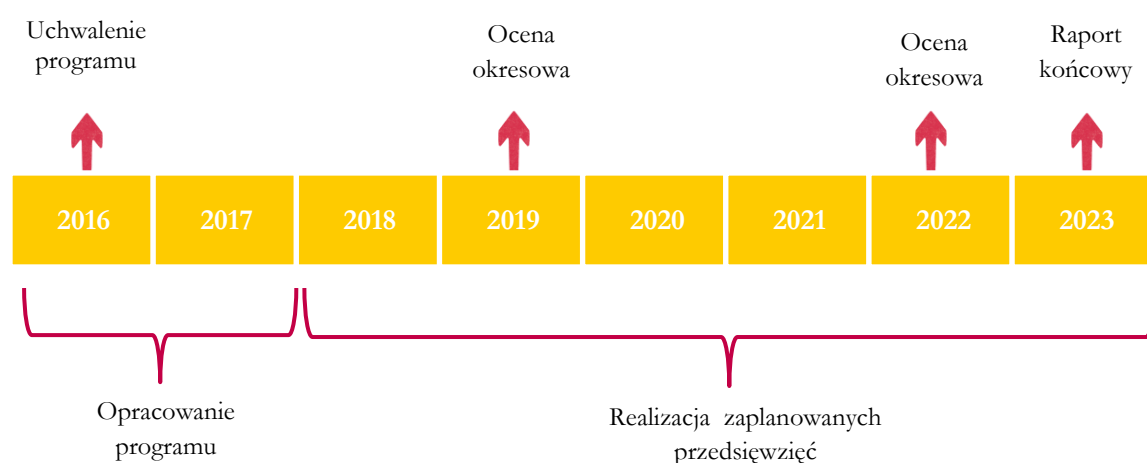 Uchwalenie
programu
Ocena
okresowa
Ocena
okresowa
Raport
końcowy
2016 2017 2018 2019 2020 2021 2022 2023
Opracowanie
programu
Realizacja zaplanowanych
przedsięwzięć